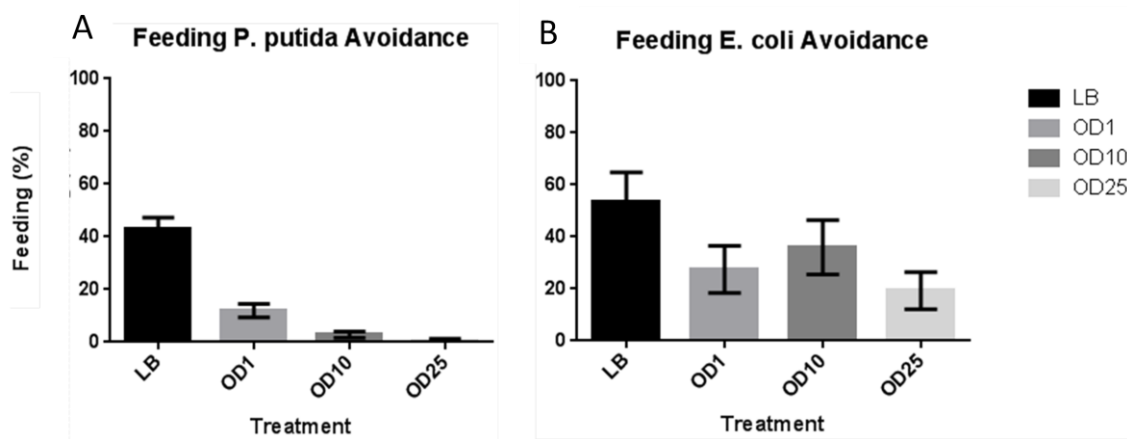 A
Feeding P. putida Avoidance
Feeding (%)
100
80
60
40
20
0
LB
OD1
OD10
OD25
Treatment
B
Feeding E. coli Avoidance
100
80
60
40
20
0
LB
OD1
OD10
OD25
Treatment
LB
OD1
OD10
OD25